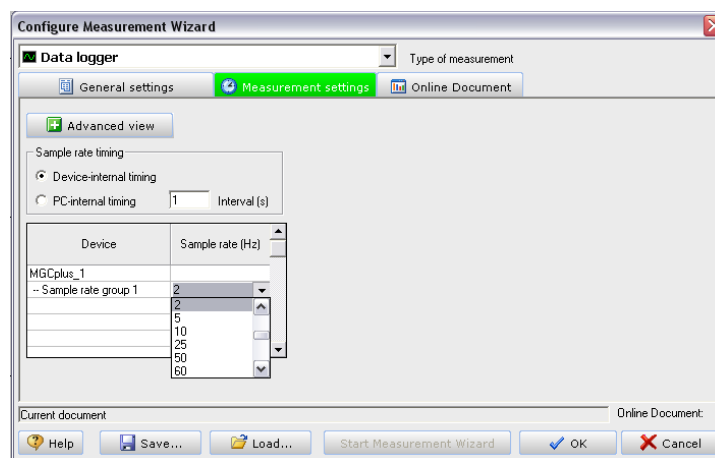 Configure Measurement Wizard
Data logger Type of measurement
General settings Measurement settings Online Document
Advanced view
Sample rate timing
Device-internal timing
PC-internal timing 1 Interval (s)
Device Sample rate (Hz)
MGCplus_1
-- Sample rate group 1 2
2
5
10
25
50
60
Current document Online Document:
Help Save... Load... Start Measurement Wizard OK Cancel